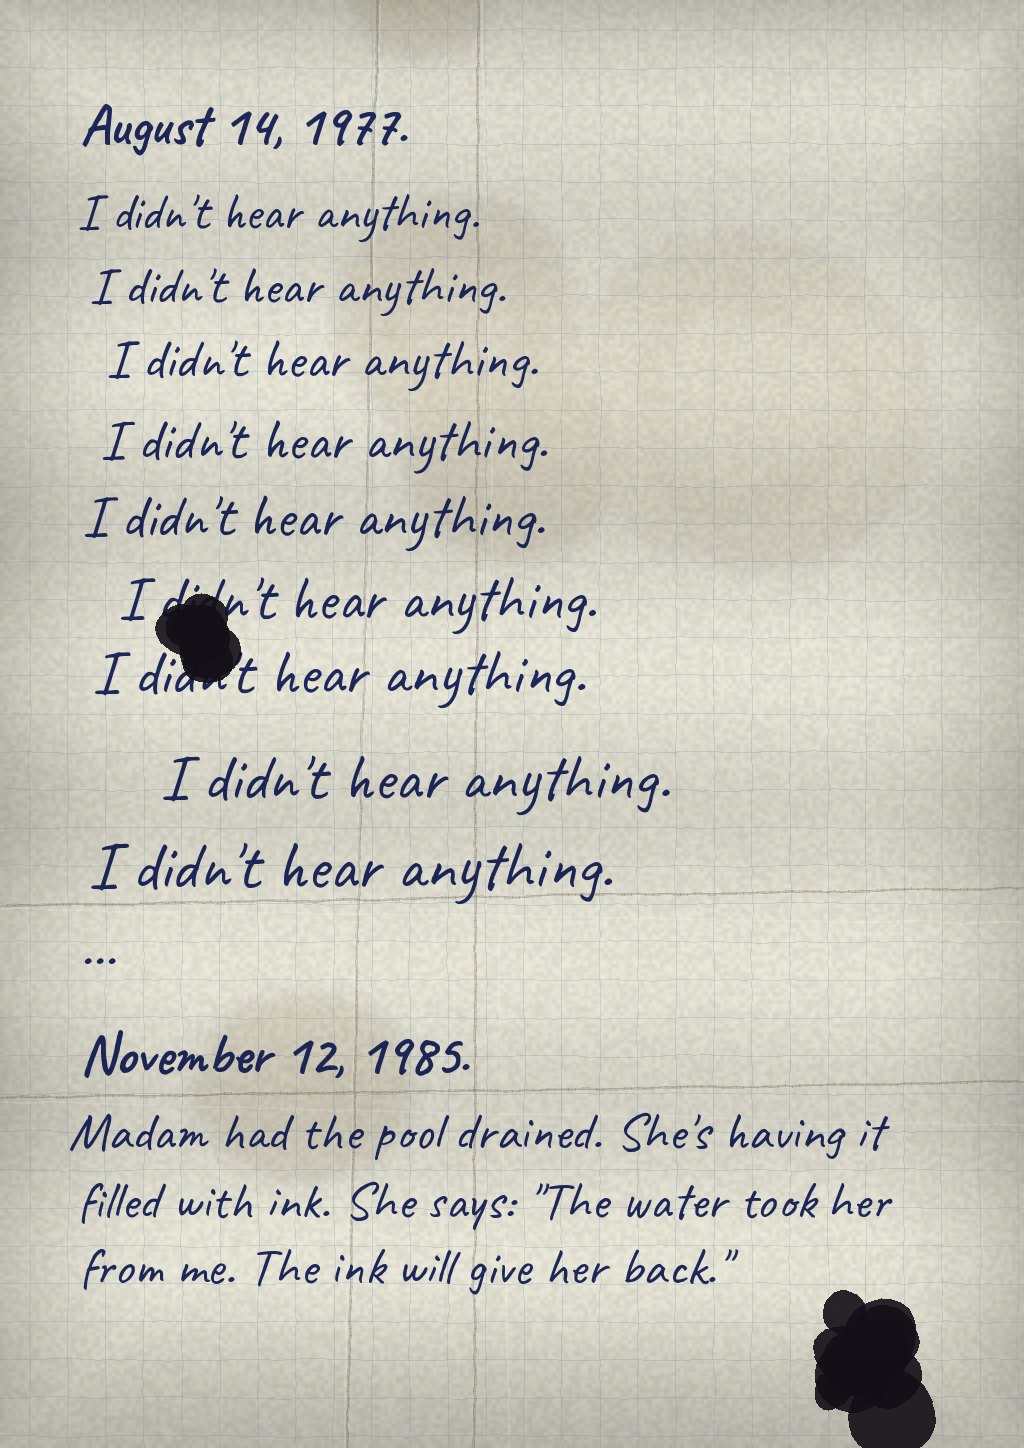 August 14, 1977.
I didn't hear anything.
I didn't hear anything.
I didn't hear anything.
I didn't hear anything.
I didn't hear anything.
I didn't hear anything.
I didn't hear anything.
I didn't hear anything.
I didn't hear anything.
...
November 12, 1985.
Madam had the pool drained. She's having it
filled with ink. She says: "The water took her
from me. The ink will give her back."